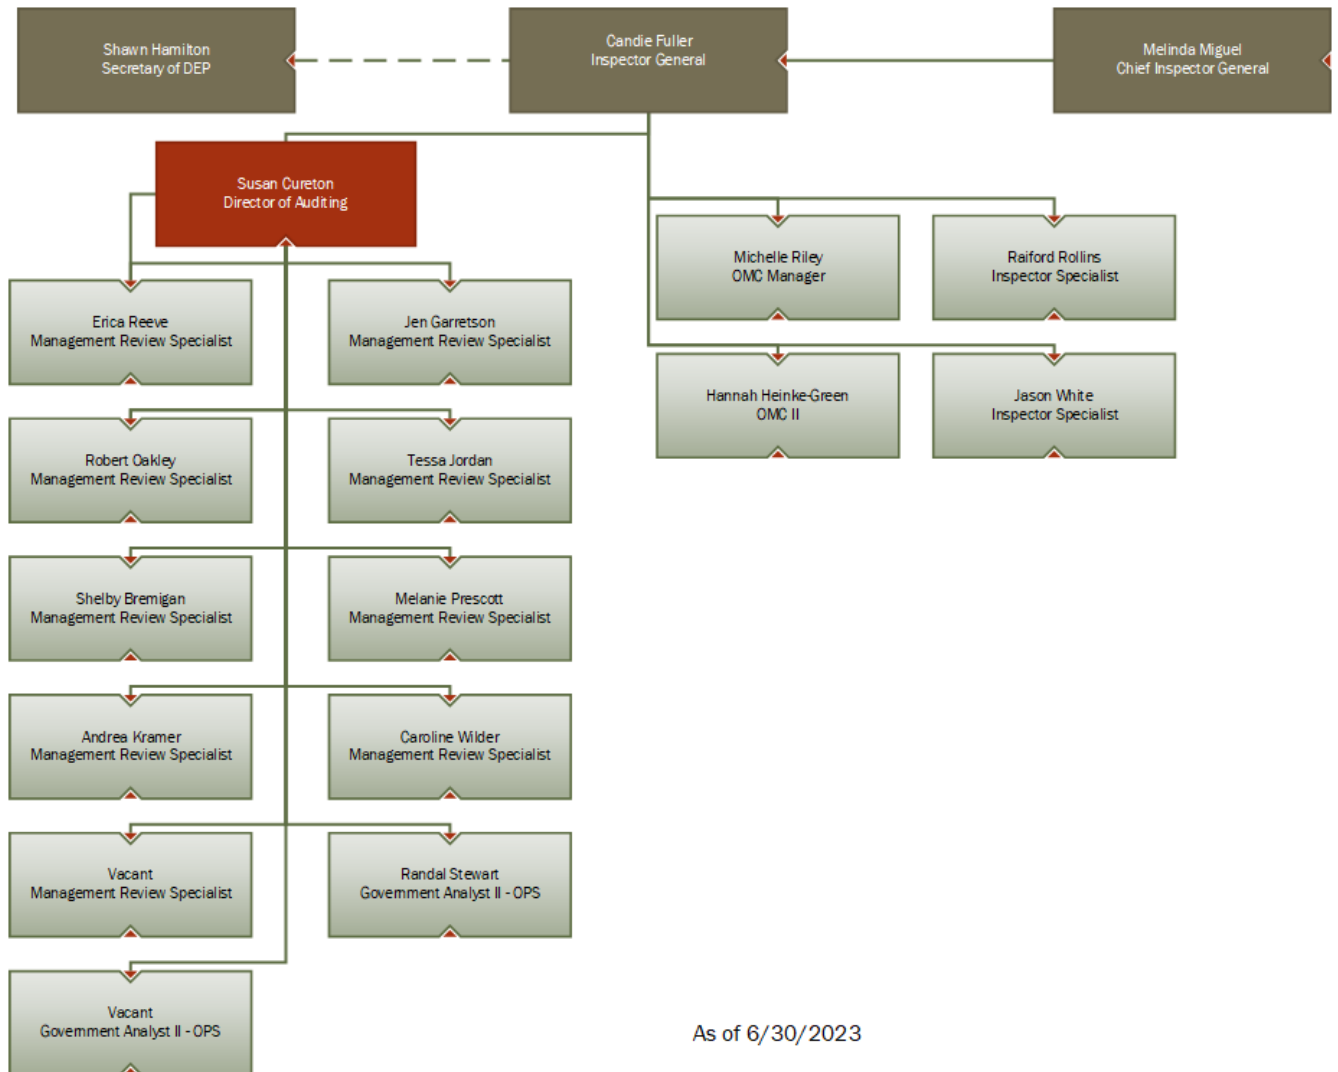 Shawn Hamilton
Secretary of DEP
Candie Fuller
Inspector General
Melinda Miguel
Chief Inspector General
Susan Cureton
Director of Auditing
Michelle Riley
OMC Manager
Raiford Rollins
Inspector Specialist
Erica Reeve
Management Review Specialist
Jen Garretson
Management Review Specialist
Hannah Heinke-Green
OMC II
Jason White
Inspector Specialist
Robert Oakley
Management Review Specialist
Tessa Jordan
Management Review Specialist
Shelby Bremigan
Management Review Specialist
Melanie Prescott
Management Review Specialist
Andrea Kramer
Management Review Specialist
Caroline Wilder
Management Review Specialist
Vacant
Management Review Specialist
Randal Stewart
Government Analyst II - OPS
Vacant
Government Analyst II - OPS
As of 6/30/2023